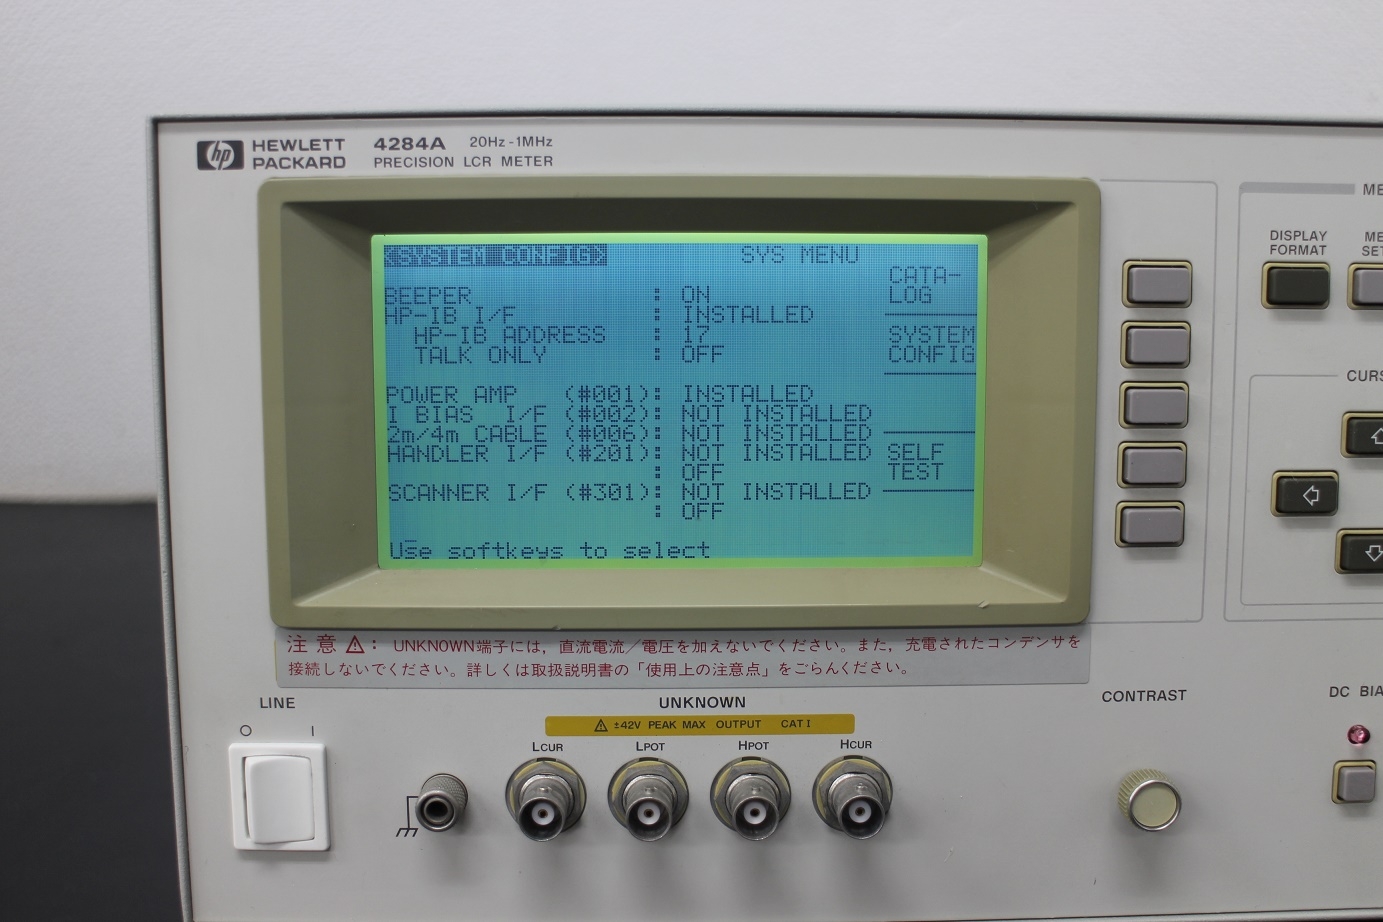 hp HEWLETT PACKARD 4284A 20Hz-1MHz
PRECISION LCR METER
<SYSTEM CONFIG> SYS MENU
CATA-
LOG
BEEPER : ON
HP-IB I/F : INSTALLED
HP-IB ADDRESS : 17
TALK ONLY : OFF
SYSTEM
CONFIG
POWER AMP (#001): INSTALLED
I BIAS I/F (#002): NOT INSTALLED
2m/4m CABLE (#006): NOT INSTALLED
HANDLER I/F (#201): NOT INSTALLED
: OFF
SELF
TEST
SCANNER I/F (#301): NOT INSTALLED
: OFF
Use softkeys to select
DISPLAY
FORMAT
注意⚠: UNKNOWN端子には,直流電流/電圧を加えないでください。また,充電されたコンデンサを
接続しないでください。詳しくは取扱説明書の「使用上の注意点」をごらんください。
LINE
O I
UNKNOWN
⚠ ±42V PEAK MAX OUTPUT CAT I
LCUR LPOT HPOT HCUR
CONTRAST
DC BIA